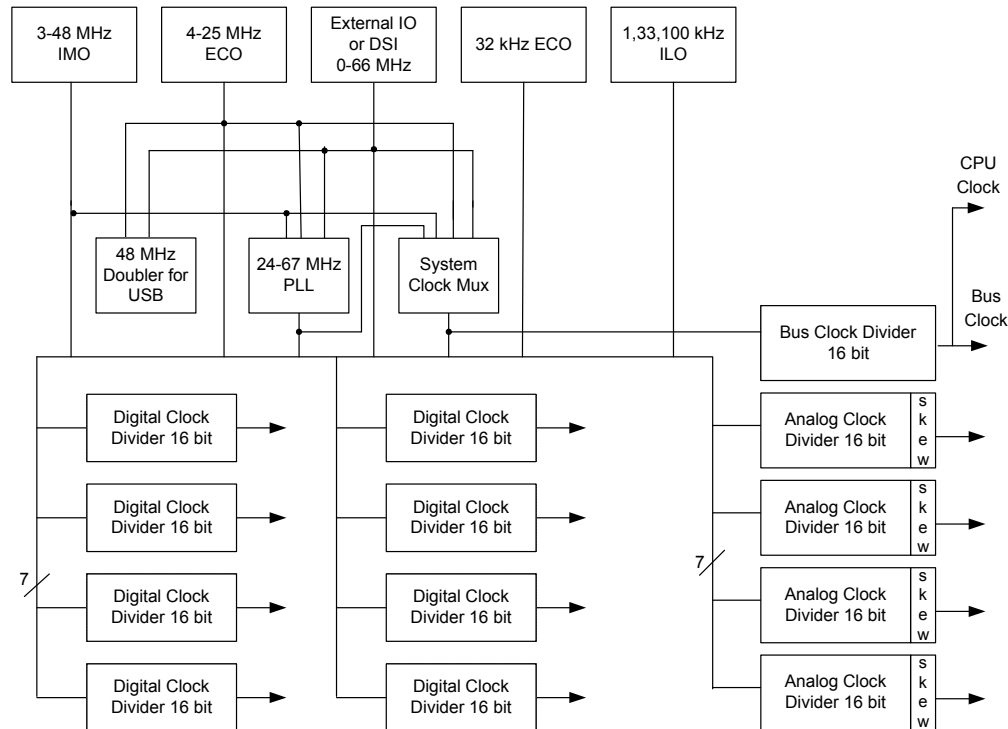 3-48 MHz
IMO
4-25 MHz
ECO
External IO
or DSI
0-66 MHz
32 kHz ECO
1,33,100 kHz
ILO
CPU
Clock
48 MHz
Doubler for
USB
24-67 MHz
PLL
System
Clock Mux
Bus
Clock
Bus Clock Divider
16 bit
Digital Clock
Divider 16 bit
Digital Clock
Divider 16 bit
Analog Clock
Divider 16 bit
s
k
e
w
Digital Clock
Divider 16 bit
Digital Clock
Divider 16 bit
Analog Clock
Divider 16 bit
s
k
e
w
7
7
Digital Clock
Divider 16 bit
Digital Clock
Divider 16 bit
Analog Clock
Divider 16 bit
s
k
e
w
Digital Clock
Divider 16 bit
Digital Clock
Divider 16 bit
Analog Clock
Divider 16 bit
s
k
e
w